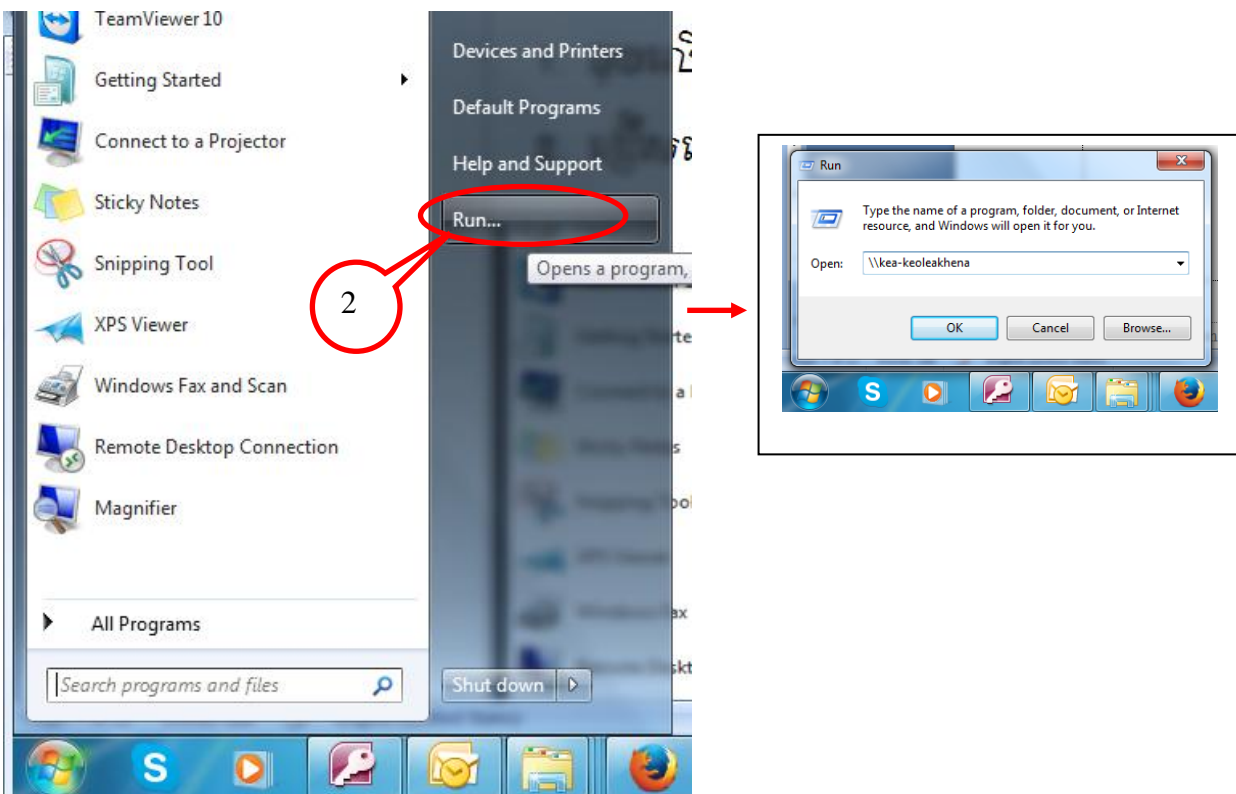 TeamViewer 10
Getting Started
Connect to a Projector
Sticky Notes
Snipping Tool
XPS Viewer
Windows Fax and Scan
Remote Desktop Connection
Magnifier
All Programs
Search programs and files
Devices and Printers
Default Programs
Help and Support
Run...
Opens a program,
Shut down
2
Run
Type the name of a program, folder, document, or Internet
resource, and Windows will open it for you.
Open:
\\kea-keoleakhena
OK
Cancel
Browse...